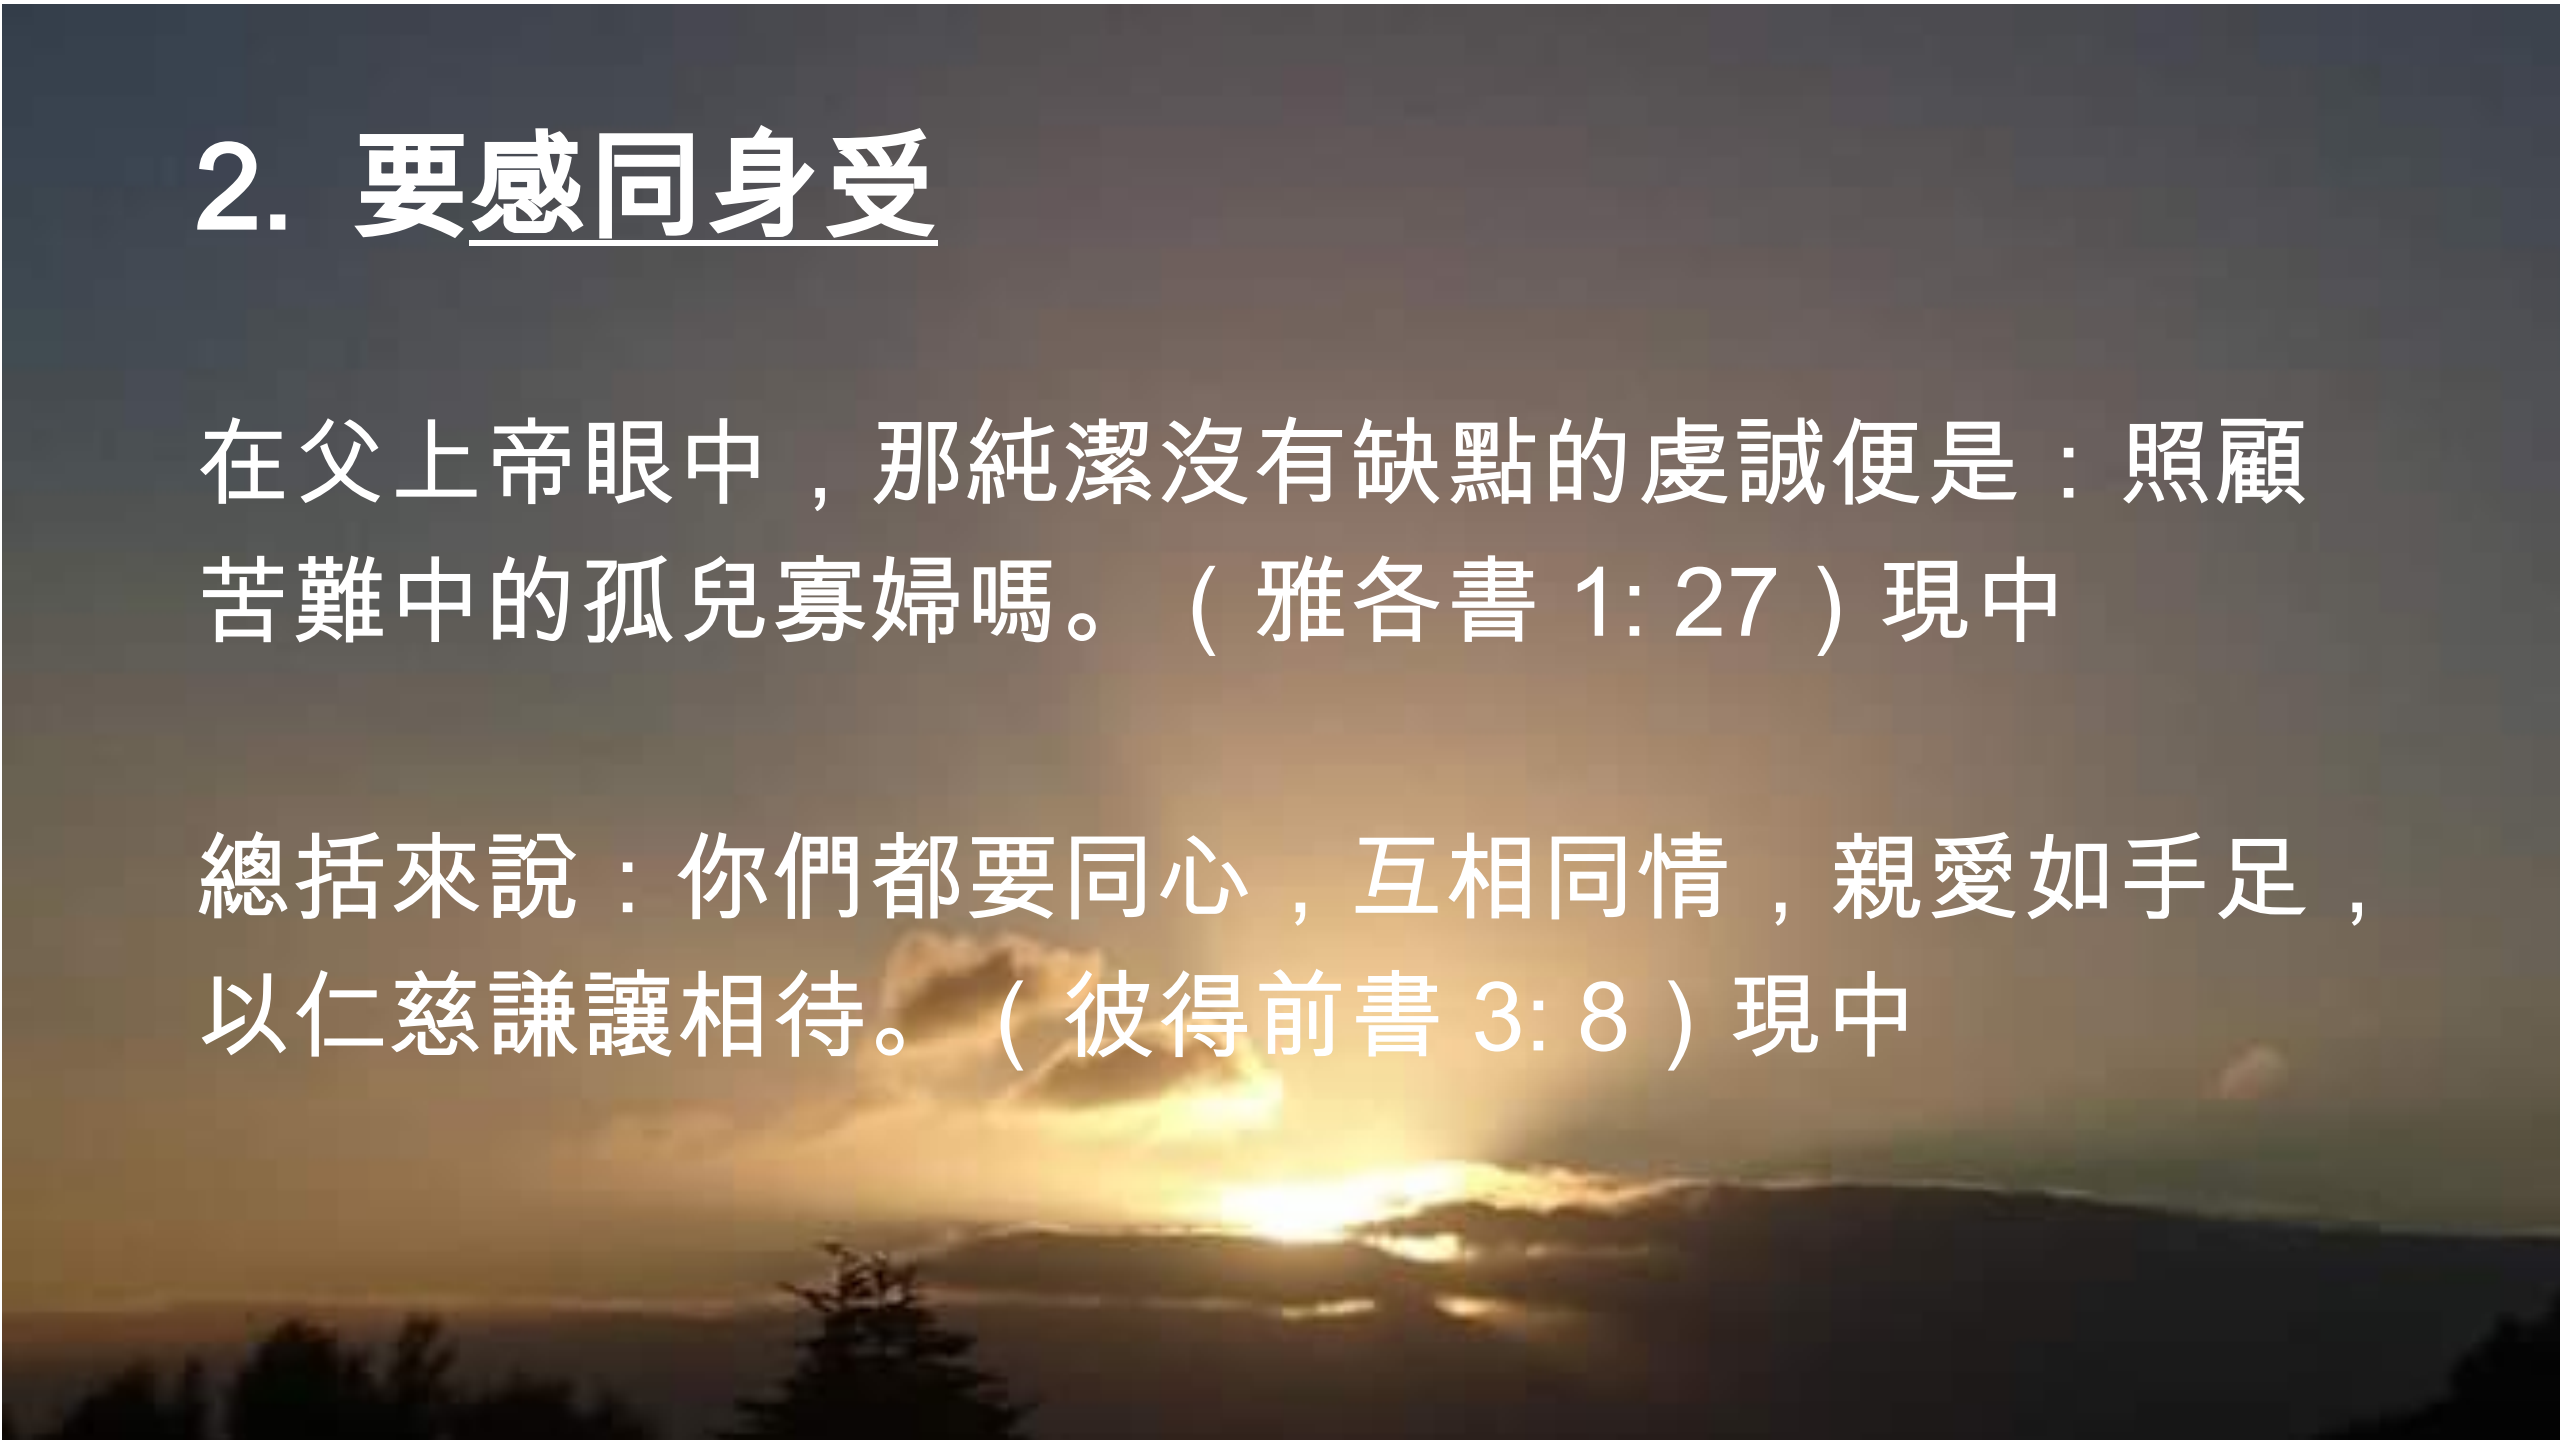 2. 要感同身受
在父上帝眼中，那純潔沒有缺點的虔誠便是：照顧
苦難中的孤兒寡婦嗎。（雅各書 1: 27）現中
總括來說：你們都要同心，互相同情，親愛如手足，
以仁慈謙讓相待。（彼得前書 3: 8）現中